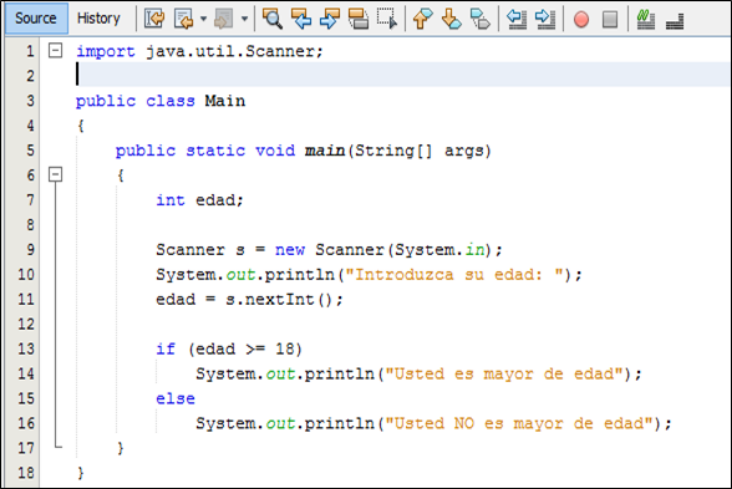 Source History
1 import java.util.Scanner;
2
3 public class Main
4 {
5 public static void main(String[] args)
6 {
7 int edad;
8
9 Scanner s = new Scanner(System.in);
10 System.out.println("Introduzca su edad: ");
11 edad = s.nextInt();
12
13 if (edad >= 18)
14 System.out.println("Usted es mayor de edad");
15 else
16 System.out.println("Usted NO es mayor de edad");
17 }
18 }